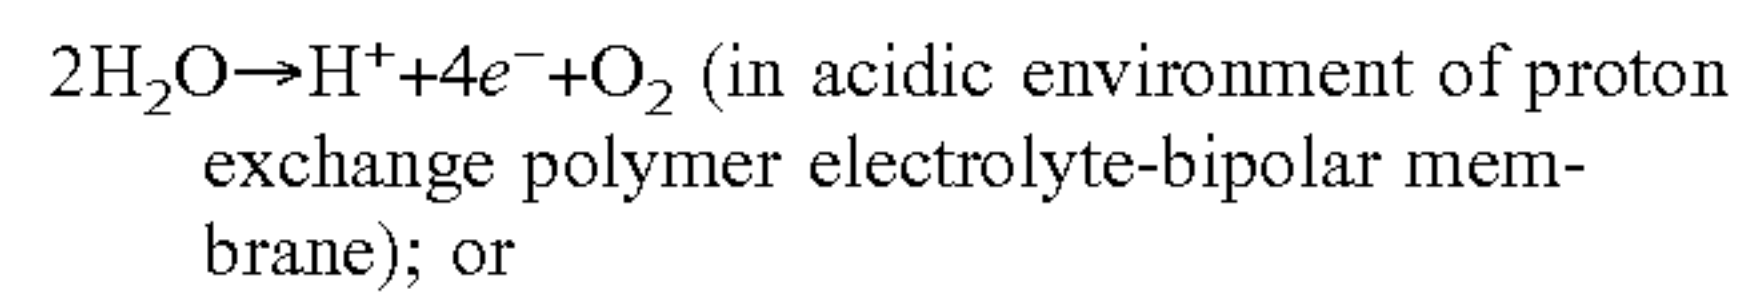 2H₂O→H⁺+4e⁻+O₂ (in acidic environment of proton
exchange polymer electrolyte-bipolar mem-
brane); or